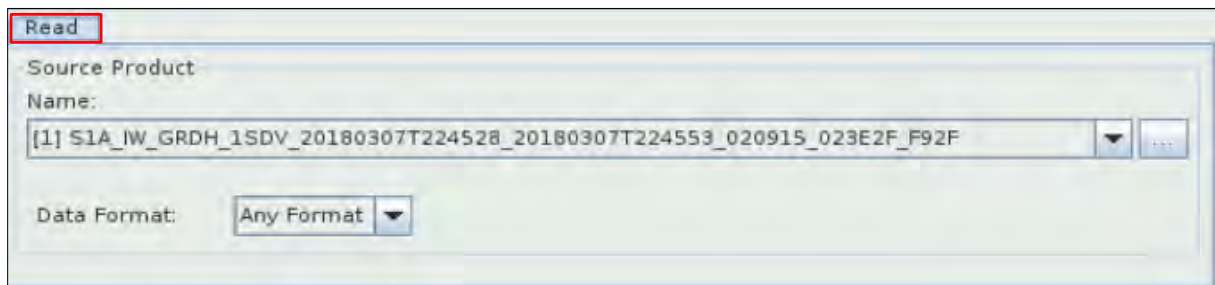 Read
Source Product
Name:
[1] S1A_IW_GRDH_1SDV_20180307T224528_20180307T224553_020915_023E2F_F92F
...
Data Format:
Any Format